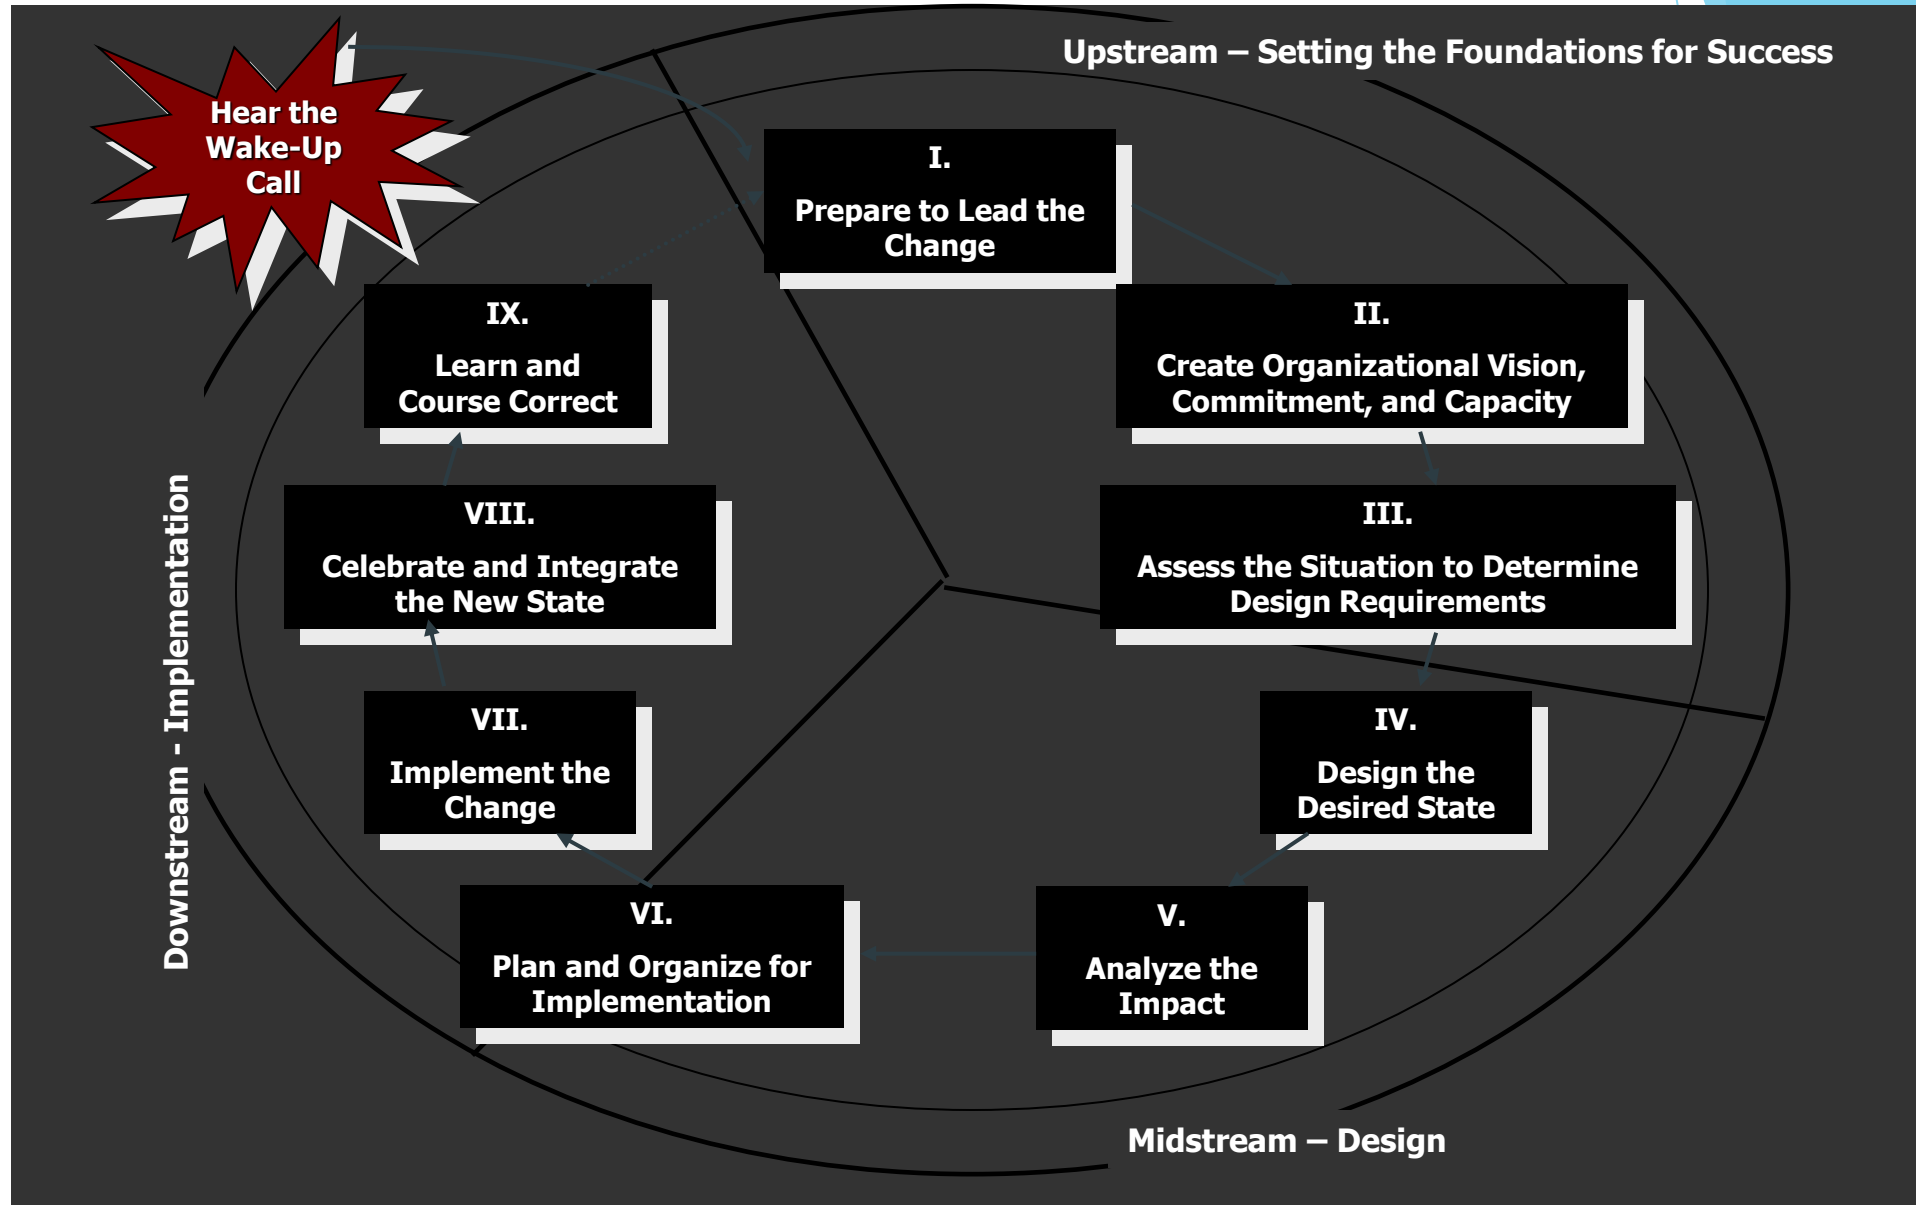 Upstream – Setting the Foundations for Success
Hear the
Wake-Up
Call
I.
Prepare to Lead the
Change
II.
Create Organizational Vision,
Commitment, and Capacity
III.
Assess the Situation to Determine
Design Requirements
IV.
Design the
Desired State
V.
Analyze the
Impact
VI.
Plan and Organize for
Implementation
VII.
Implement the
Change
VIII.
Celebrate and Integrate
the New State
IX.
Learn and
Course Correct
Downstream - Implementation
Midstream – Design